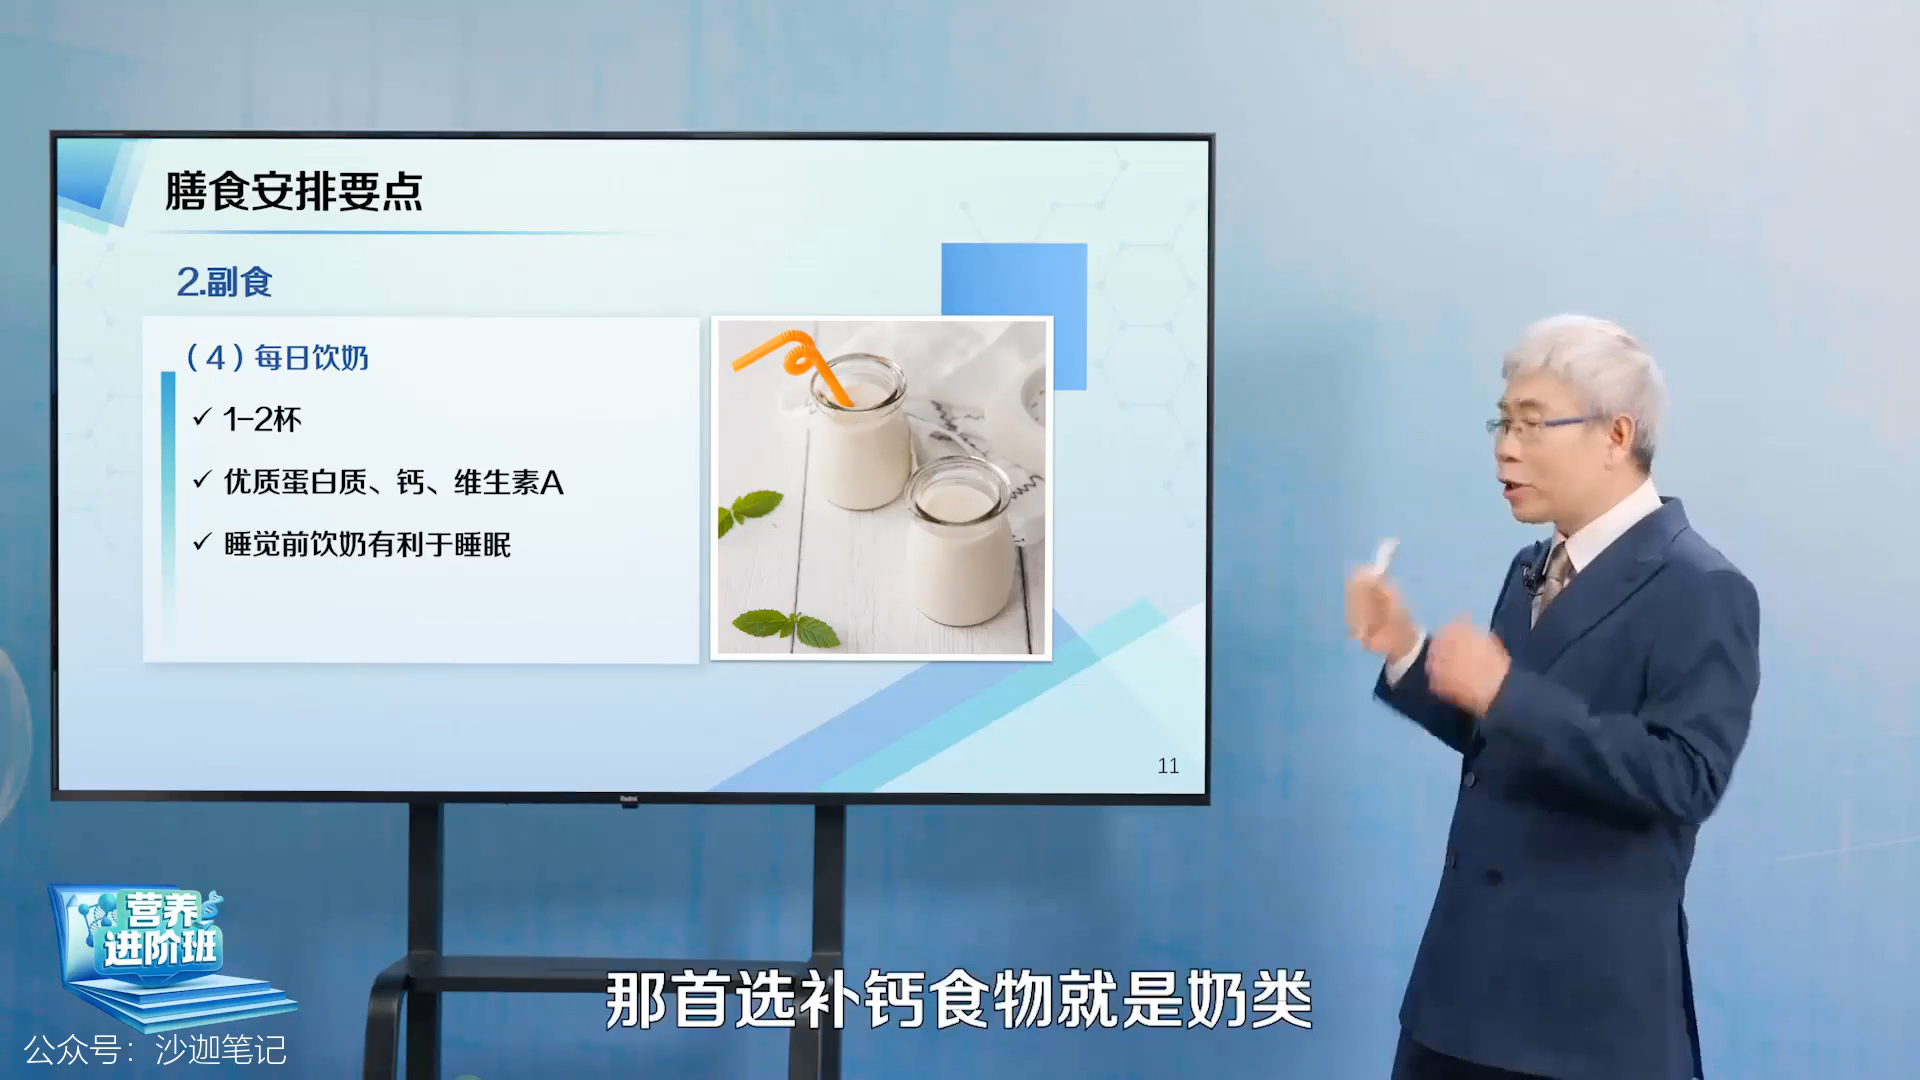 膳食安排要点
2.副食
（4）每日饮奶
✓ 1-2杯
✓ 优质蛋白质、钙、维生素A
✓ 睡觉前饮奶有利于睡眠
11
Redmi
营养
进阶班
那首选补钙食物就是奶类
公众号：沙迦笔记